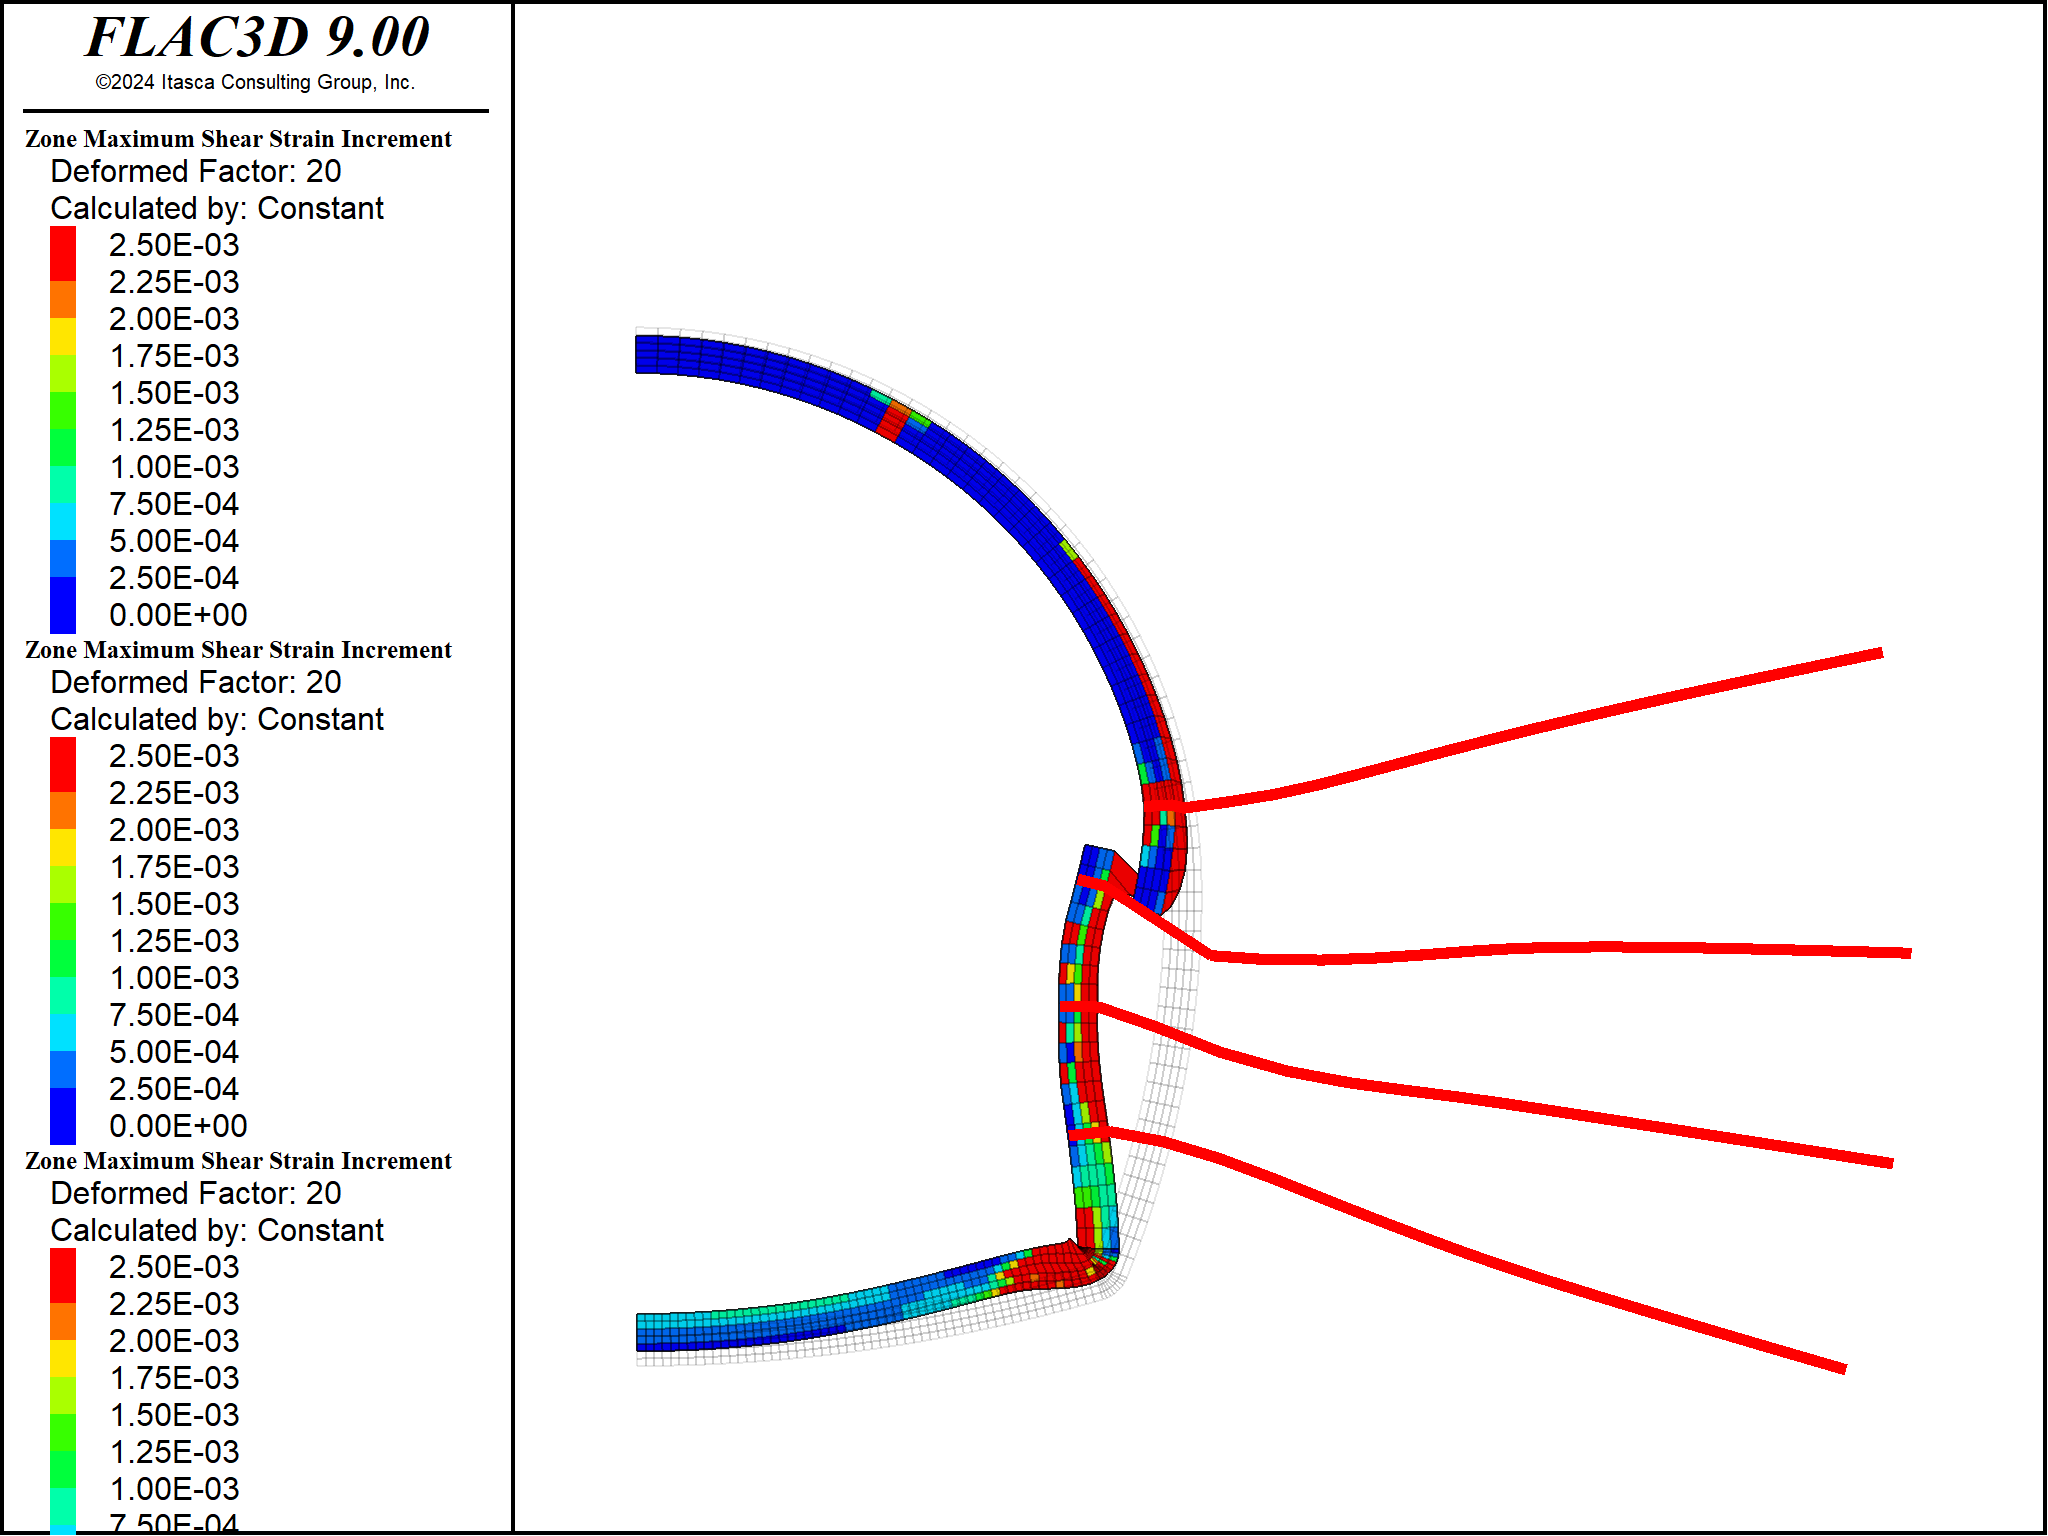 FLAC3D 9.00
©2024 Itasca Consulting Group, Inc.
Zone Maximum Shear Strain Increment
Deformed Factor: 20
Calculated by: Constant
2.50E-03
2.25E-03
2.00E-03
1.75E-03
1.50E-03
1.25E-03
1.00E-03
7.50E-04
5.00E-04
2.50E-04
0.00E+00
Zone Maximum Shear Strain Increment
Deformed Factor: 20
Calculated by: Constant
2.50E-03
2.25E-03
2.00E-03
1.75E-03
1.50E-03
1.25E-03
1.00E-03
7.50E-04
5.00E-04
2.50E-04
0.00E+00
Zone Maximum Shear Strain Increment
Deformed Factor: 20
Calculated by: Constant
2.50E-03
2.25E-03
2.00E-03
1.75E-03
1.50E-03
1.25E-03
1.00E-03
7.50E-04